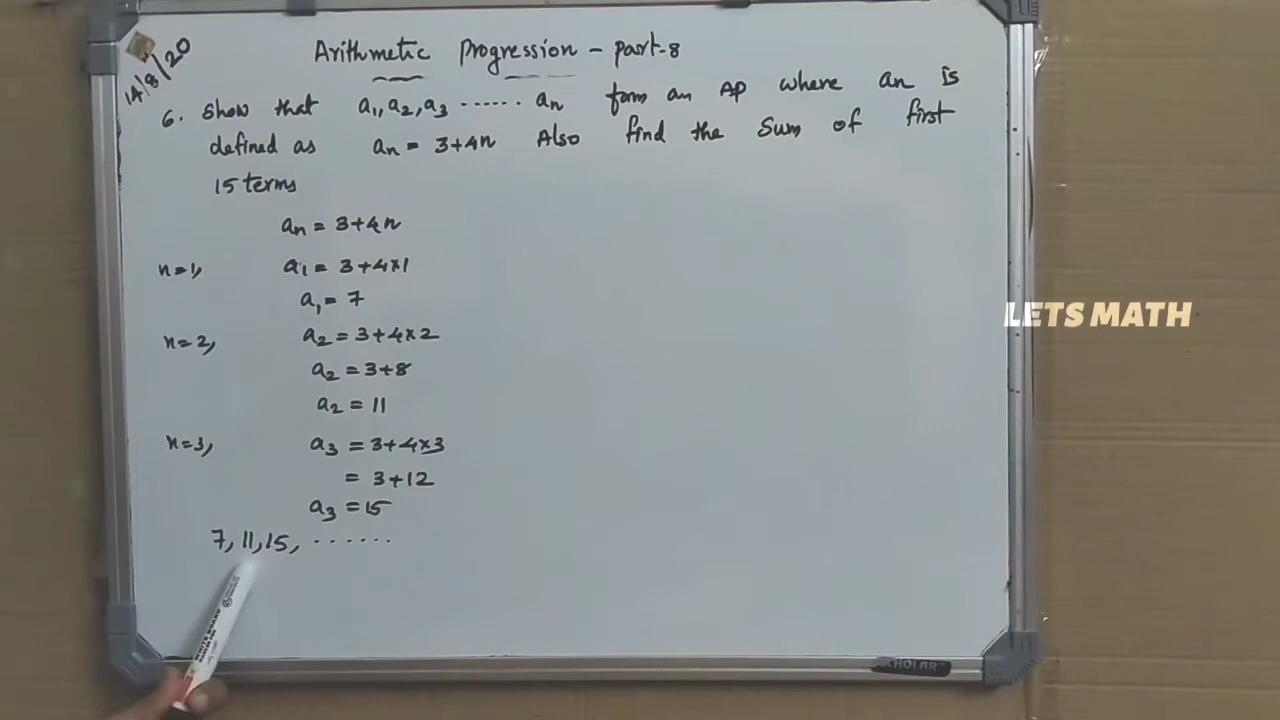 14/8/20
Arithmetic Progression - part-8
6. Show that a₁, a₂, a₃ ...... aₙ form an AP where an is
defined as aₙ = 3+4n Also find the Sum of first
15 terms
aₙ = 3+4n
n=1, a₁ = 3+4×1
a₁ = 7
n=2, a₂ = 3+4×2
a₂ = 3+8
a₂ = 11
n=3, a₃ = 3+4×3
= 3+12
a₃ = 15
7, 11, 15, ......
LETS MATH
WHITE BOARD
SCHOLAR